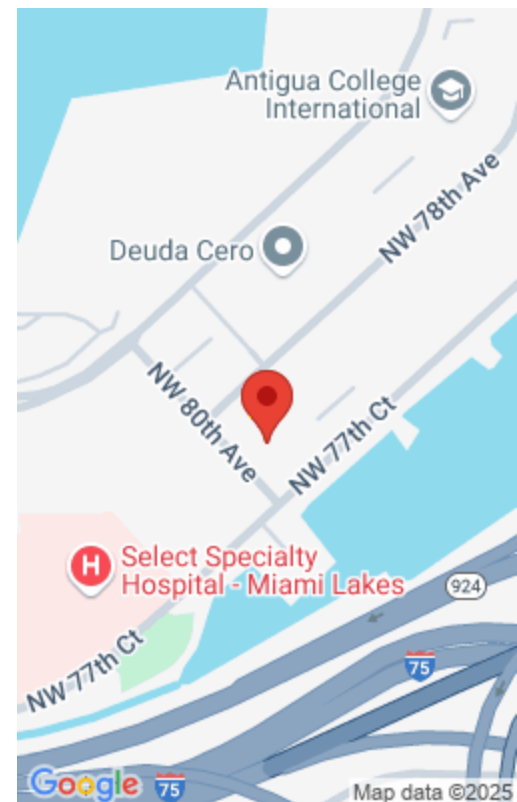 Antigua College
International
NW 78th Ave
Deuda Cero
NW 80th Ave
NW 77th Ct
H
Select Specialty
Hospital - Miami Lakes
924
75
NW 77th Ct
Google
75
Map data ©2025